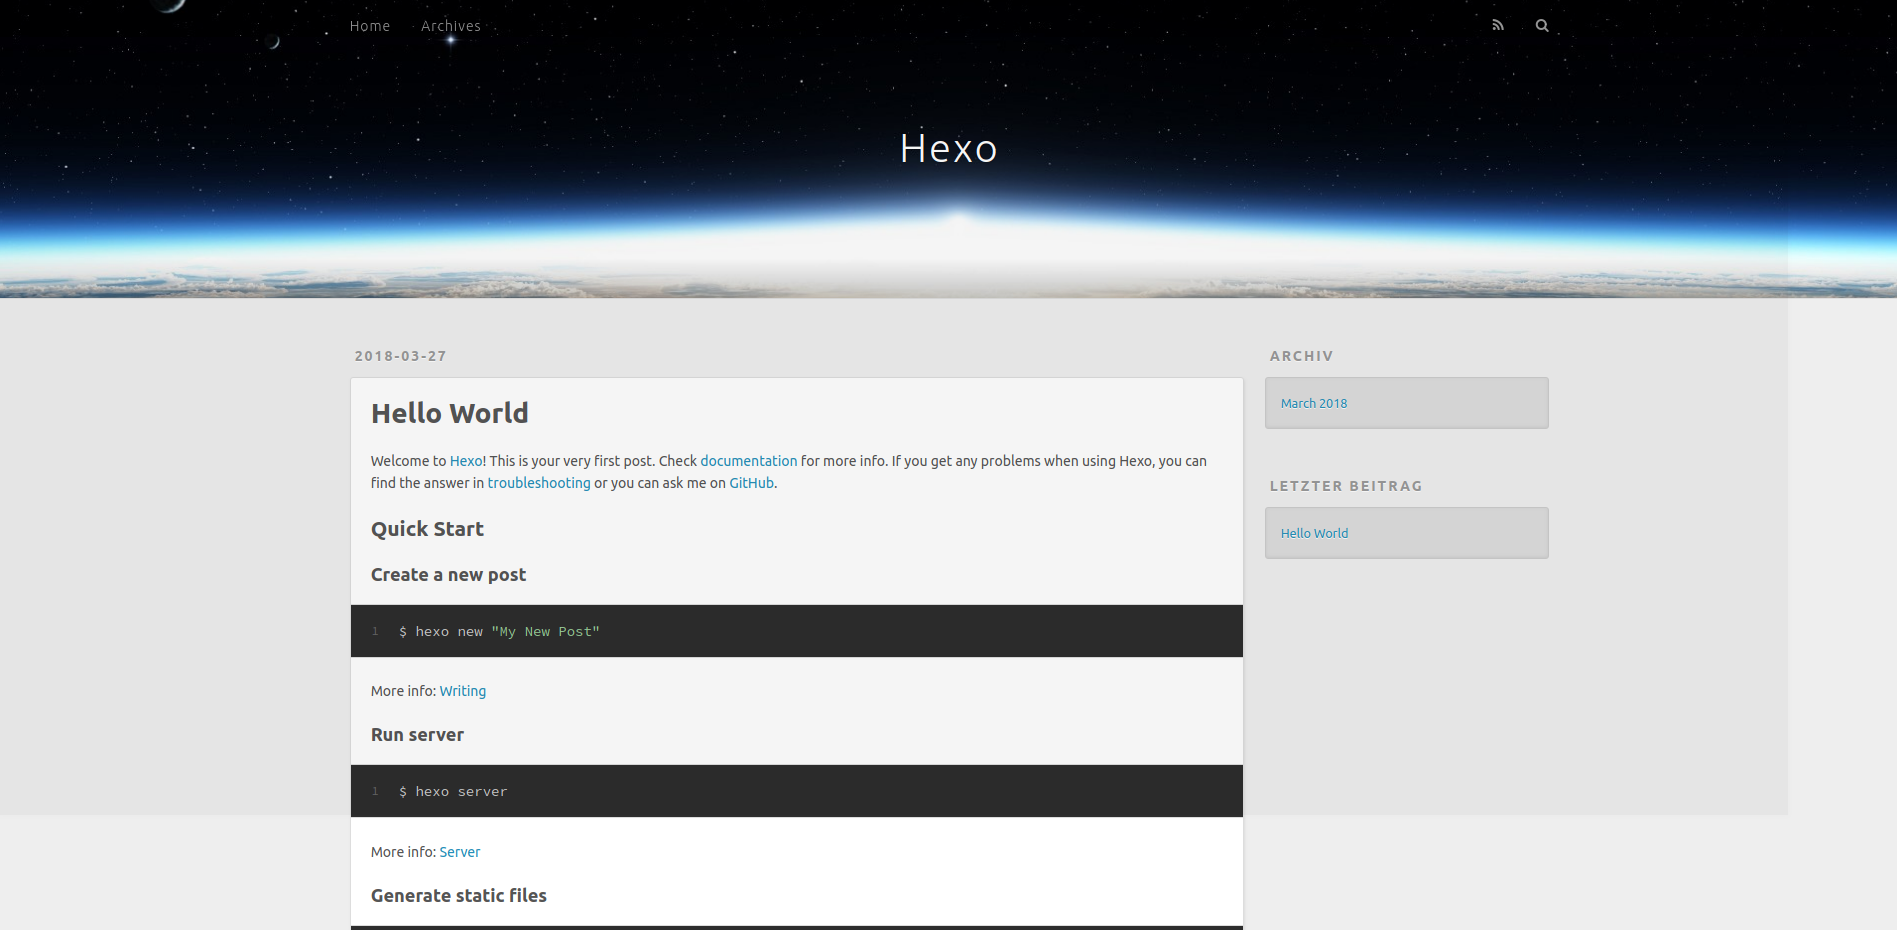 Home Archives
Hexo
2018-03-27
Hello World
Welcome to Hexo! This is your very first post. Check documentation for more info. If you get any problems when using Hexo, you can
find the answer in troubleshooting or you can ask me on GitHub.
Quick Start
Create a new post
1 $ hexo new "My New Post"
More info: Writing
Run server
1 $ hexo server
More info: Server
Generate static files
ARCHIV
March 2018
LETZTER BEITRAG
Hello World